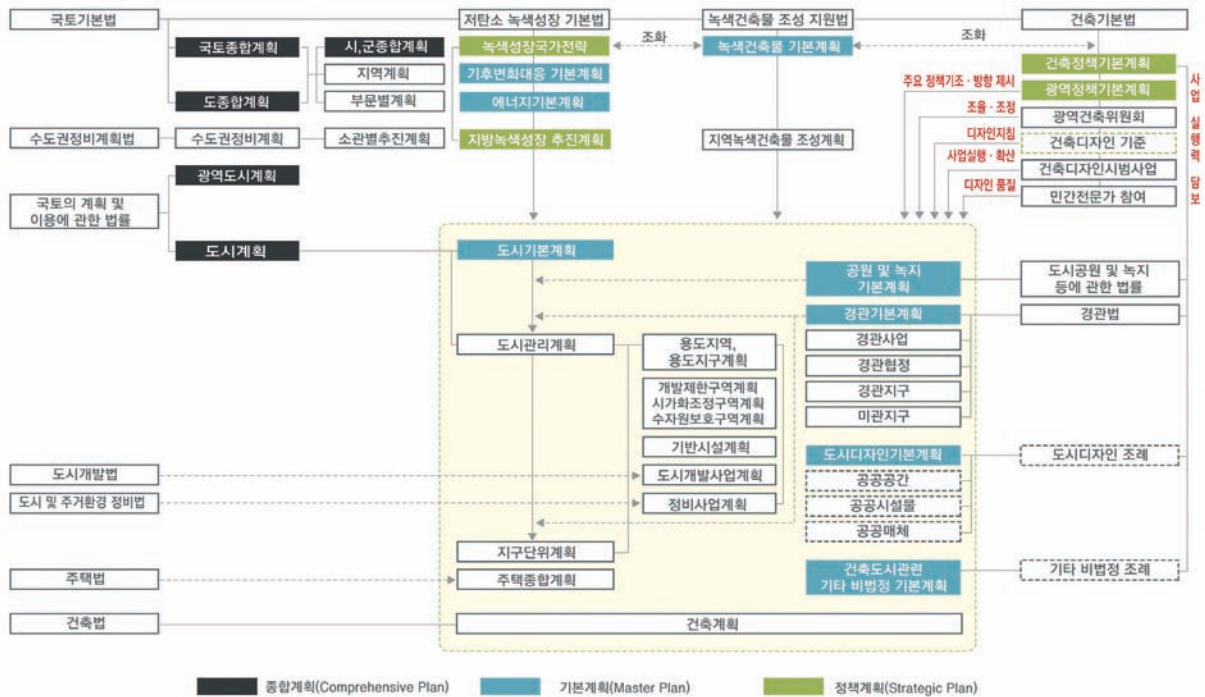 국토기본법
저탄소 녹색성장 기본법
녹색건축물 조성 지원법
건축기본법
국토종합계획
시,군종합계획
녹색성장국가전략
조화
녹색건축물 기본계획
조화
지역계획
기후변화대응 기본계획
건축정책기본계획
도종합계획
부문별계획
에너지기본계획
주요 정책기조 · 방향 제시
광역정책기본계획
조율 · 조정
광역건축위원회
수도권정비계획법
수도권정비계획
소관별추진계획
지방녹색성장 추진계획
지역녹색건축물 조성계획
디자인지침
건축디자인 기준
사업실행 · 확산
건축디자인시범사업
디자인 품질
민간전문가 참여
사업 실행력 담보
광역도시계획
국토의 계획 및
이용에 관한 법률
도시계획
도시기본계획
공원 및 녹지
기본계획
도시공원 및 녹지
등에 관한 법률
경관기본계획
경관법
도시관리계획
용도지역,
용도지구계획
경관사업
경관협정
개발제한구역계획
시가화조정구역계획
수자원보호구역계획
경관지구
미관지구
기반시설계획
도시디자인기본계획
도시디자인 조례
도시개발법
도시개발사업계획
공공공간
도시 및 주거환경 정비법
정비사업계획
공공시설물
공공매체
지구단위계획
주택법
주택종합계획
건축도시관련
기타 비법정 기본계획
기타 비법정 조례
건축법
건축계획
종합계획(Comprehensive Plan)
기본계획(Master Plan)
정책계획(Strategic Plan)